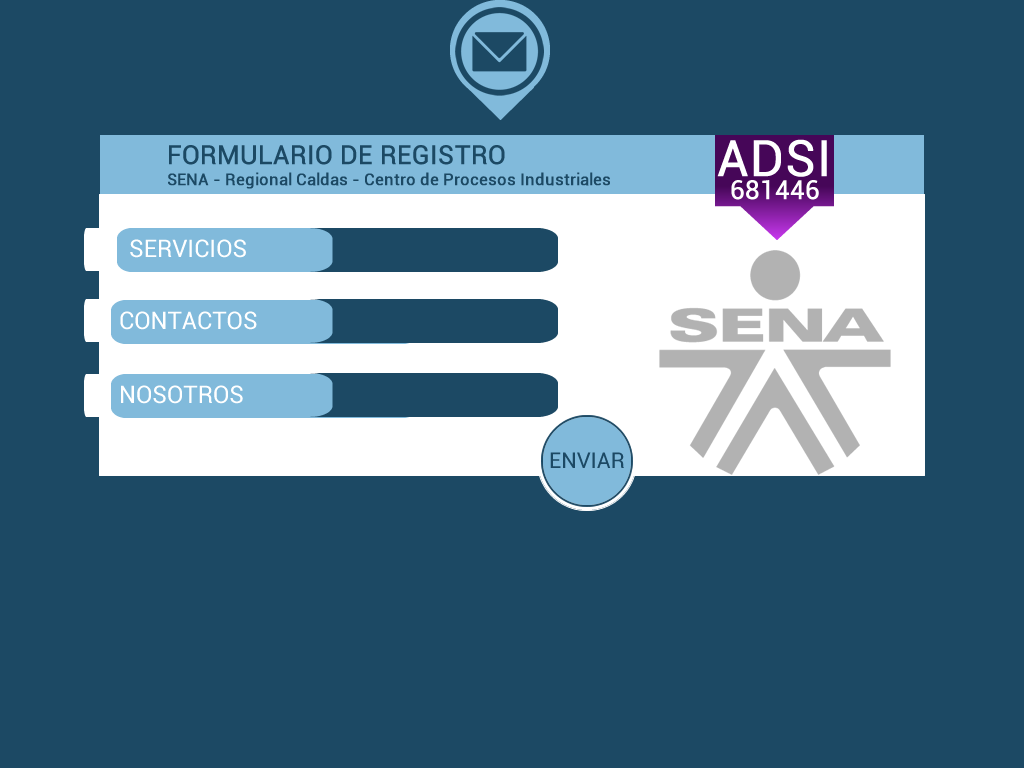 FORMULARIO DE REGISTRO
SENA - Regional Caldas - Centro de Procesos Industriales
ADSI
681446
SERVICIOS
CONTACTOS
NOSOTROS
SENA
ENVIAR